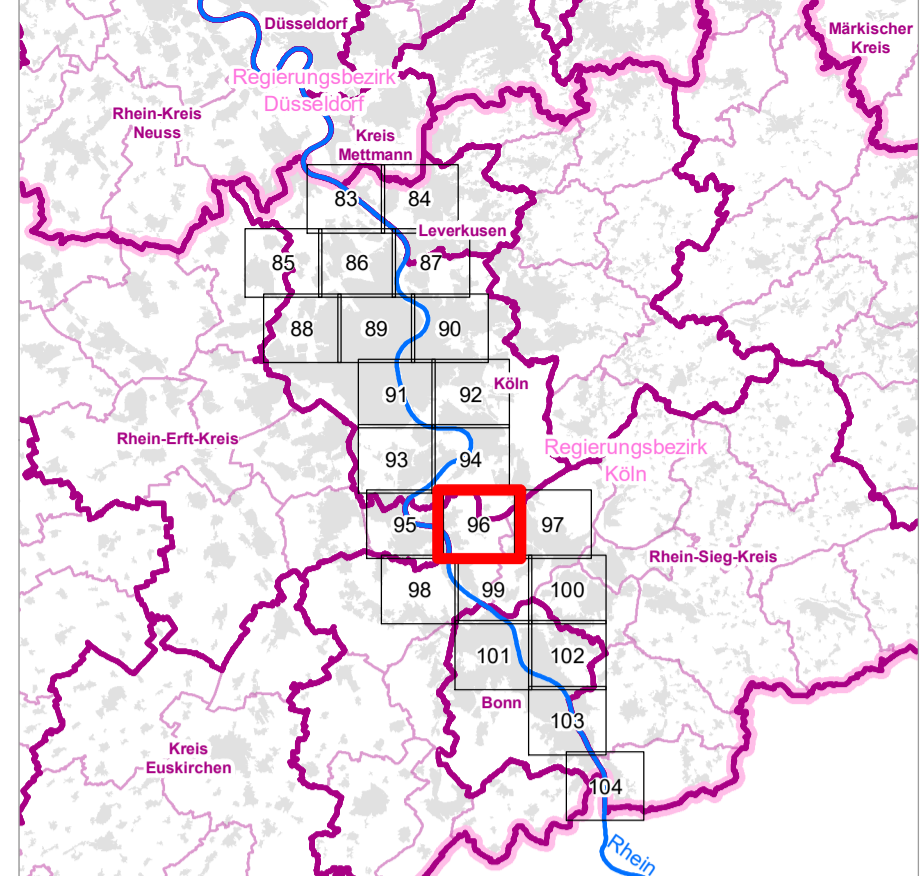 Düsseldorf
Märkischer
Kreis
Regierungsbezirk
Düsseldorf
Rhein-Kreis
Neuss
Kreis
Mettmann
83
84
Leverkusen
85
86
87
88
89
90
91
92
Köln
Rhein-Erft-Kreis
93
94
Regierungsbezirk
Köln
95
96
97
Rhein-Sieg-Kreis
98
99
100
101
102
Bonn
103
Kreis
Euskirchen
104
Rhein